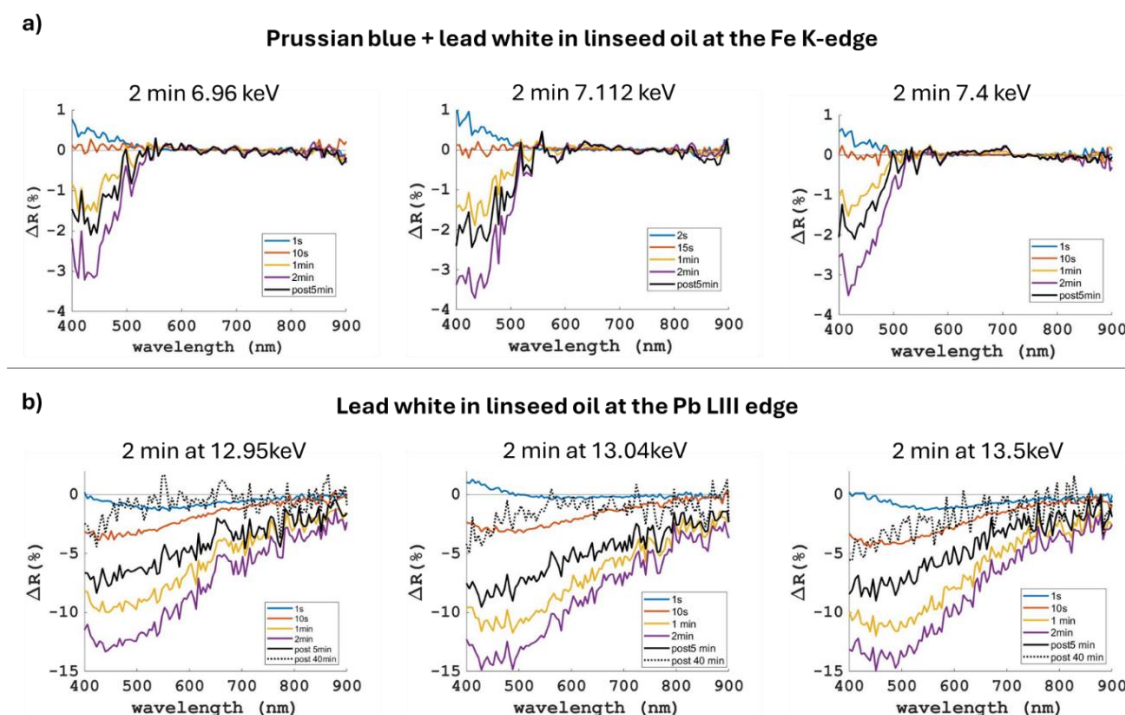 a)
Prussian blue + lead white in linseed oil at the Fe K-edge
2 min 6.96 keV
1
0
-1
-2
-3
-4
ΔR(%)
1s
10s
1min
2min
post5min
400 500 600 700 800 900
wavelength (nm)
2 min 7.112 keV
1
0
-1
-2
-3
-4
ΔR(%)
2s
15s
1min
2min
post5min
400 500 600 700 800 900
wavelength (nm)
2 min 7.4 keV
1
0
-1
-2
-3
-4
ΔR(%)
1s
10s
1min
2min
post5min
400 500 600 700 800 900
wavelength (nm)
b)
Lead white in linseed oil at the Pb LIII edge
2 min at 12.95keV
0
-5
-10
-15
ΔR(%)
1s
10s
1min
2min
post 5min
post 40min
400 500 600 700 800 900
wavelength (nm)
2 min at 13.04keV
0
-5
-10
-15
ΔR(%)
1s
10s
1 min
2min
post5 min
post 40 min
400 500 600 700 800 900
wavelength (nm)
2 min at 13.5keV
0
-5
-10
-15
ΔR(%)
1s
10s
1 min
2min
post5 min
post 40 min
400 500 600 700 800 900
wavelength (nm)